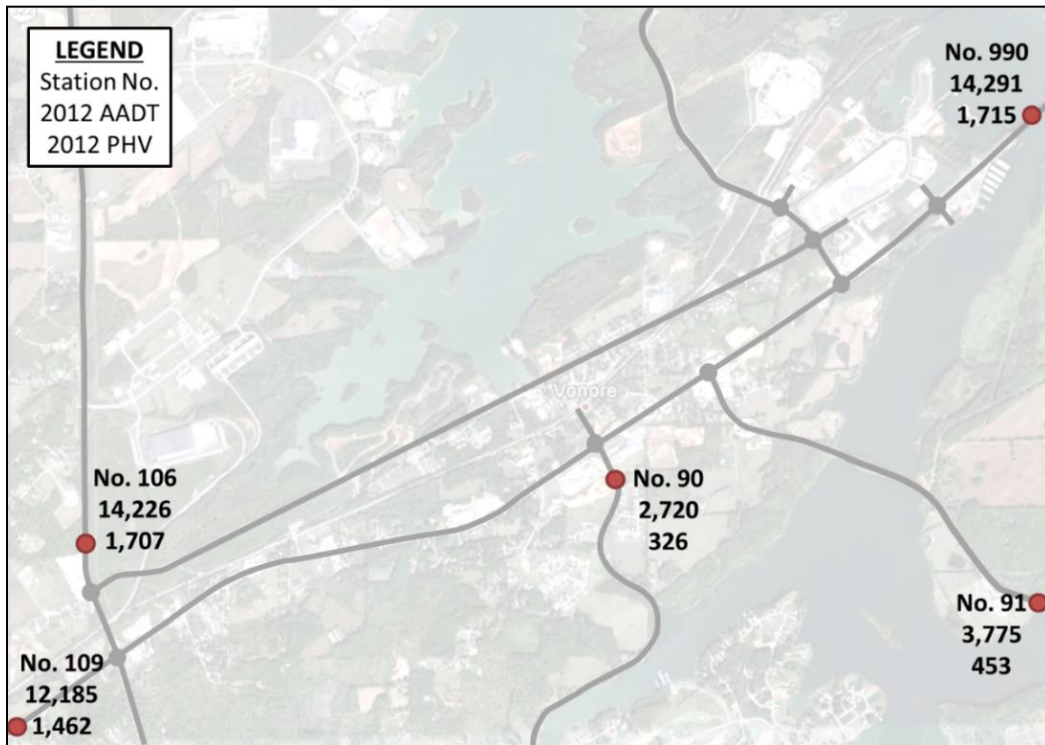 LEGEND
Station No.
2012 AADT
2012 PHV
No. 990
14,291
1,715
Vonore
No. 106
14,226
1,707
No. 90
2,720
326
No. 91
3,775
453
No. 109
12,185
1,462